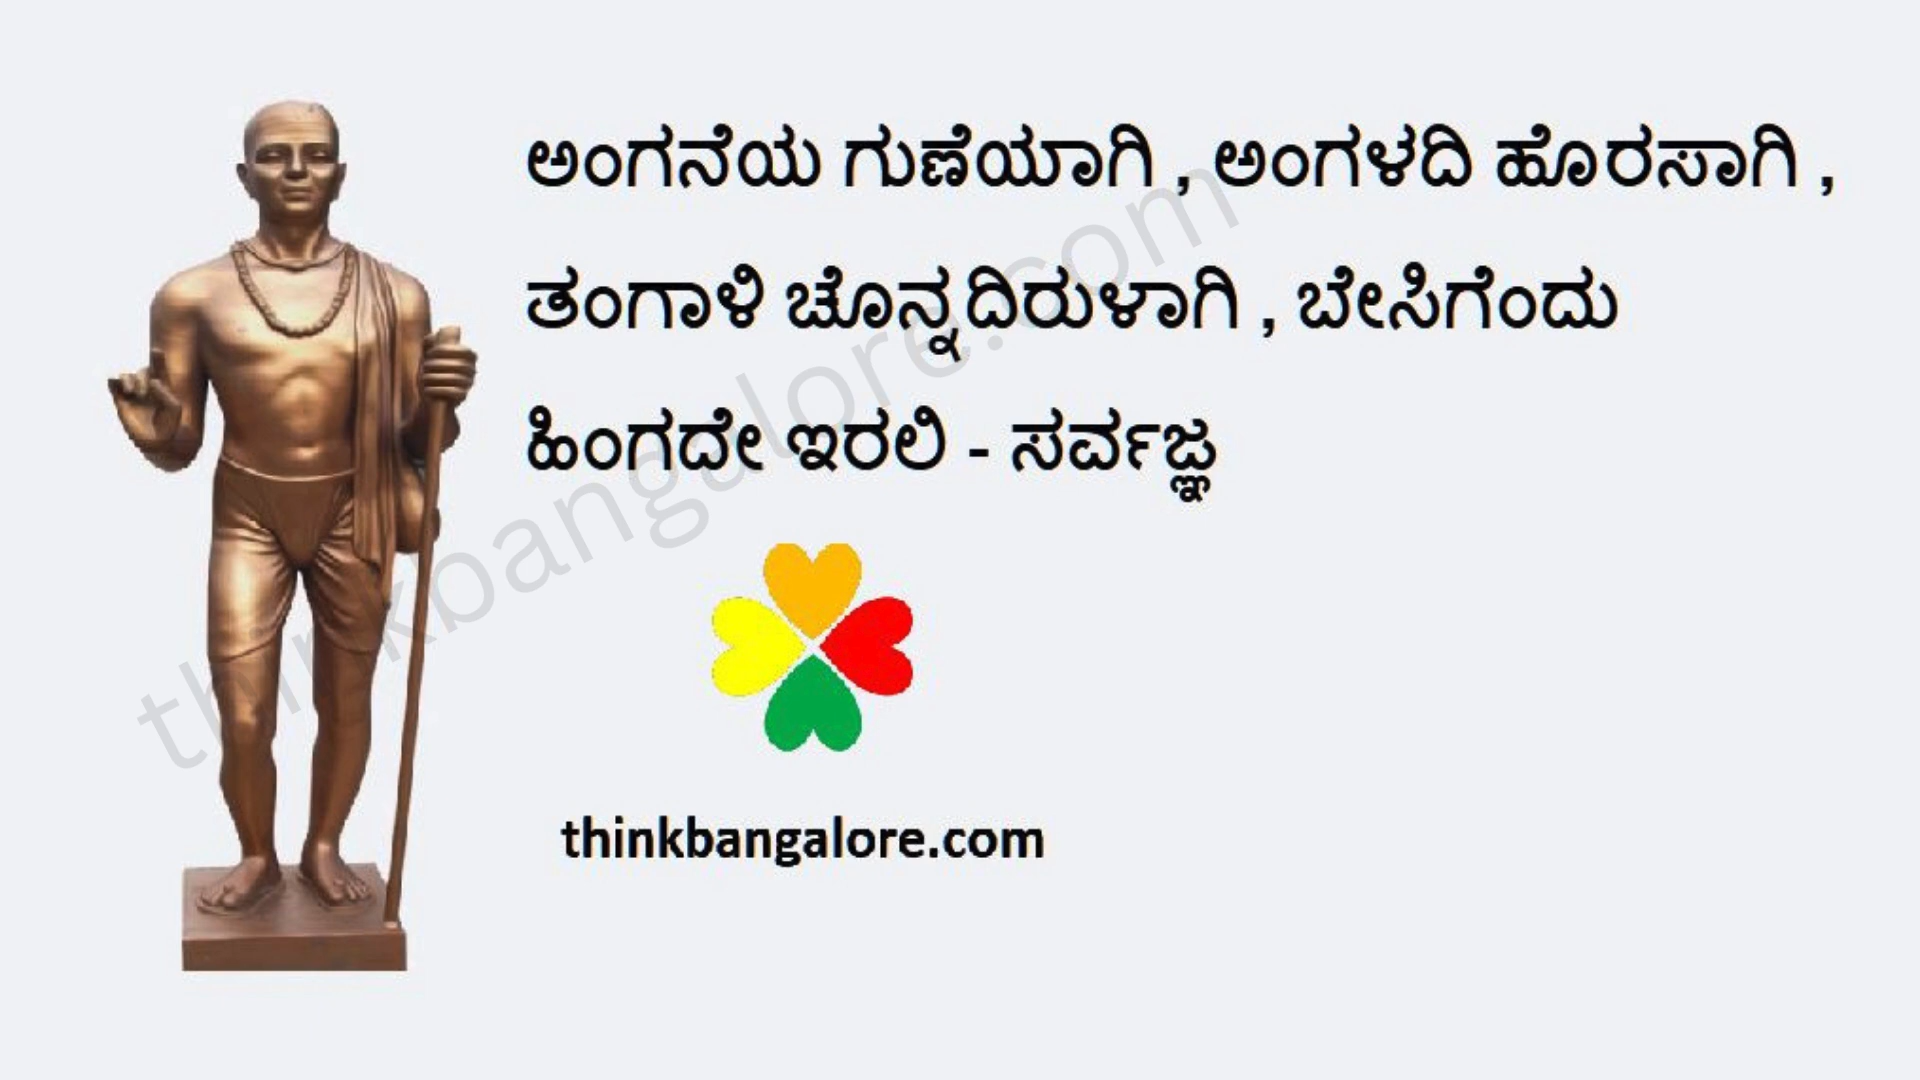 ಅಂಗನೆಯ ಗುಣೆಯಾಗಿ , ಅಂಗಳದಿ ಹೊರಸಾಗಿ ,
ತಂಗಾಳಿ ಚೊನ್ನದಿರುಳಾಗಿ , ಬೇಸಿಗೆಂದು
ಹಿಂಗದೇ ಇರಲಿ - ಸರ್ವಜ್ಞ
thinkbangalore.com
thinkbangalore.com